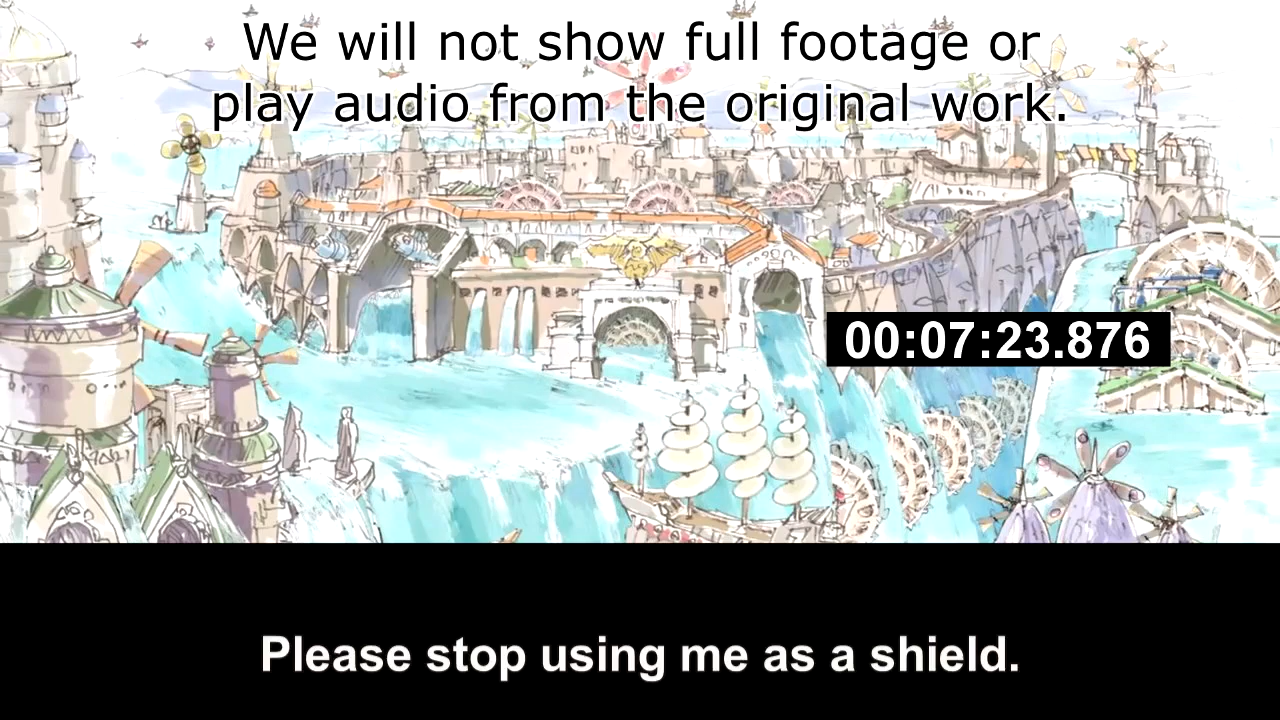 We will not show full footage or
play audio from the original work.
00:07:23.876
Please stop using me as a shield.